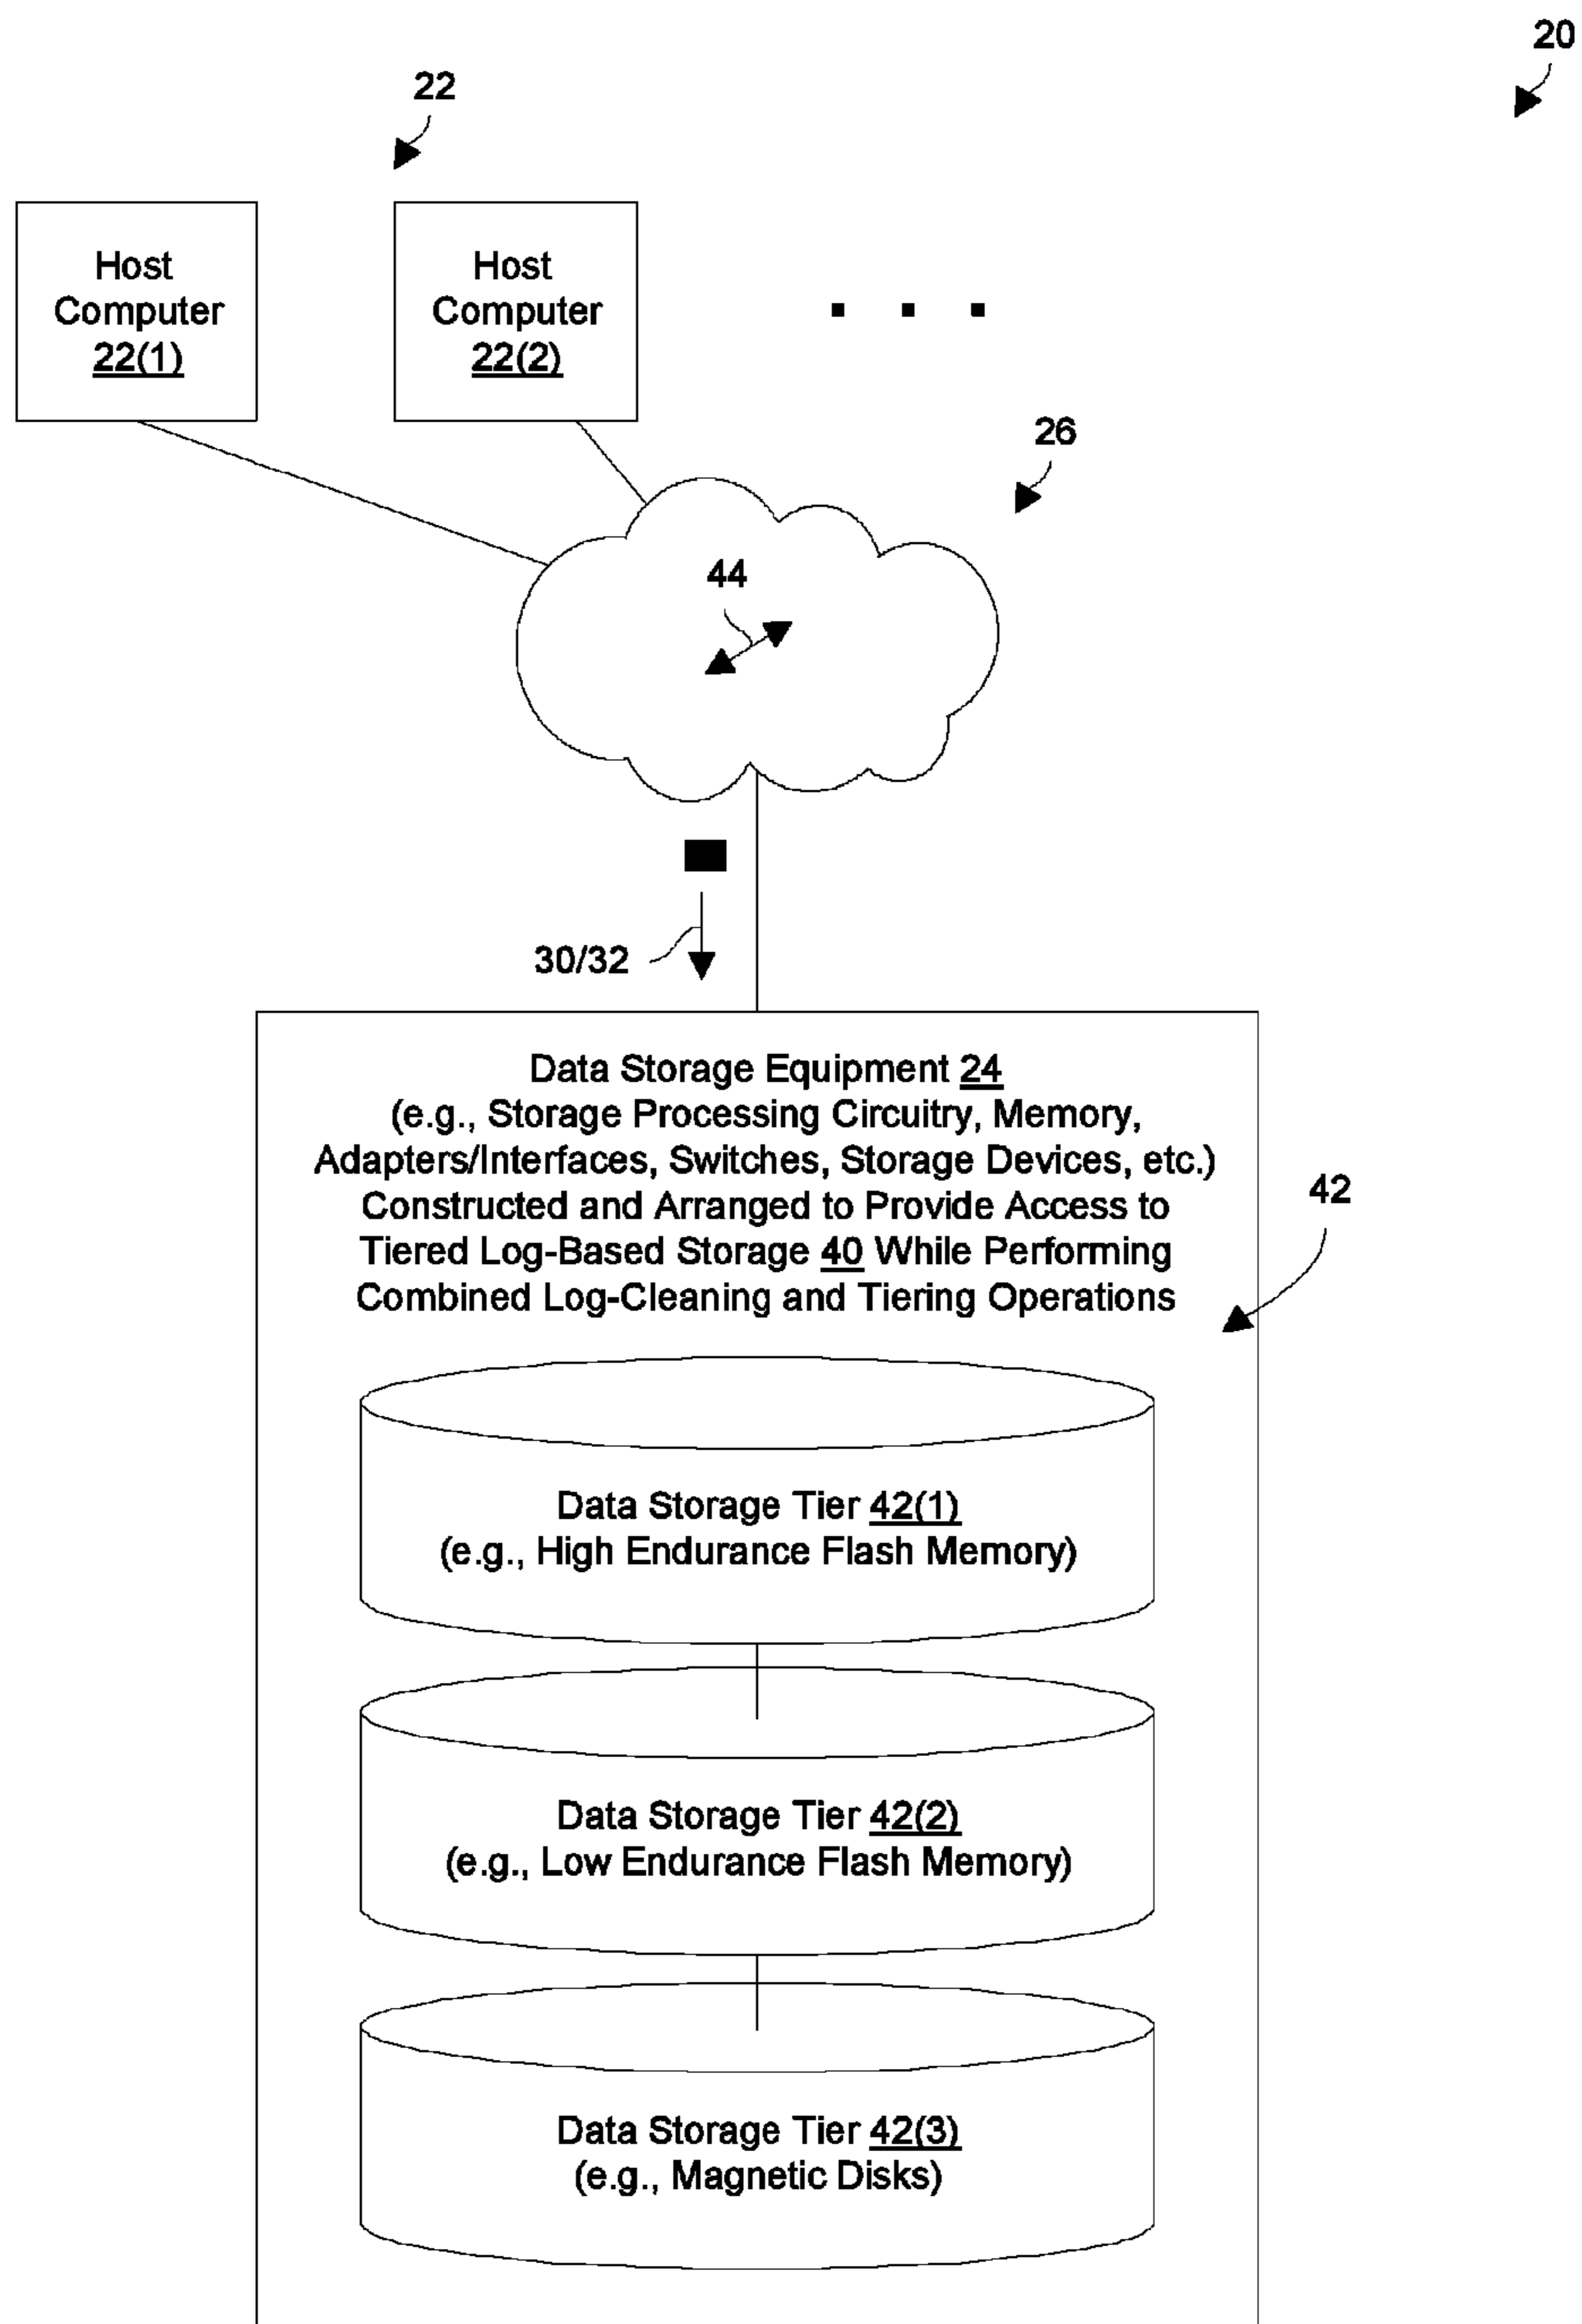 20
22
Host
Computer
22(1)
Host
Computer
22(2)
. . .
26
44
30/32
Data Storage Equipment 24
(e.g., Storage Processing Circuitry, Memory,
Adapters/Interfaces, Switches, Storage Devices, etc.)
Constructed and Arranged to Provide Access to
Tiered Log-Based Storage 40 While Performing
Combined Log-Cleaning and Tiering Operations
42
Data Storage Tier 42(1)
(e.g., High Endurance Flash Memory)
Data Storage Tier 42(2)
(e.g., Low Endurance Flash Memory)
Data Storage Tier 42(3)
(e.g., Magnetic Disks)